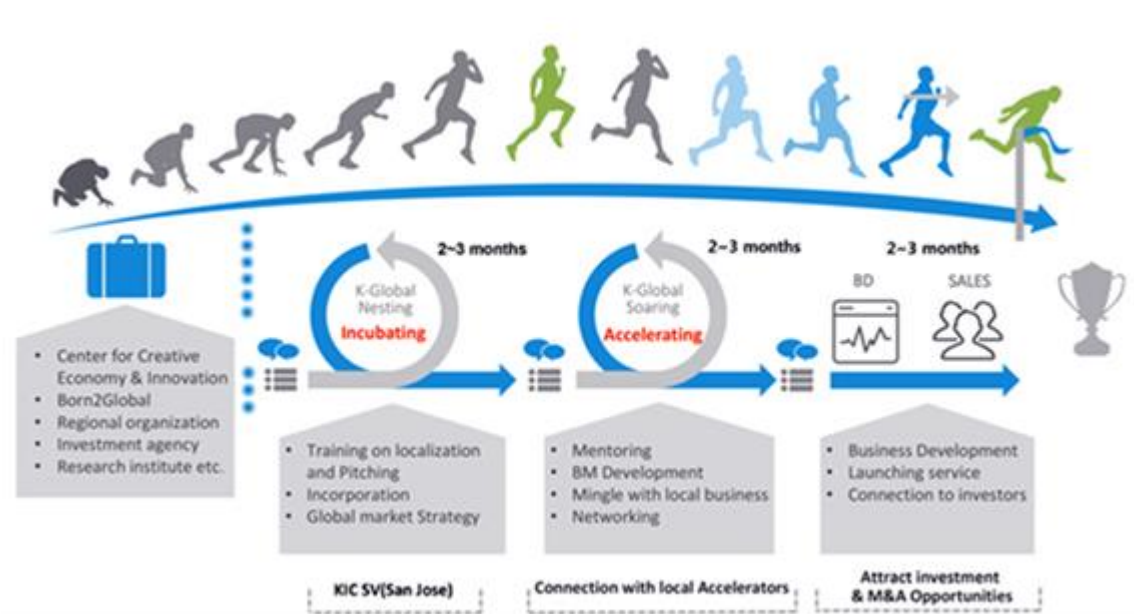 2~3 months
2~3 months
2~3 months
K-Global
Nesting
Incubating
K-Global
Soaring
Accelerating
BD
SALES
• Center for Creative
Economy & Innovation
• Born2Global
• Regional organization
• Investment agency
• Research institute etc.
• Training on localization
and Pitching
• Incorporation
• Global market Strategy
• Mentoring
• BM Development
• Mingle with local business
• Networking
• Business Development
• Launching service
• Connection to investors
KIC SV(San Jose)
Connection with local Accelerators
Attract investment
& M&A Opportunities